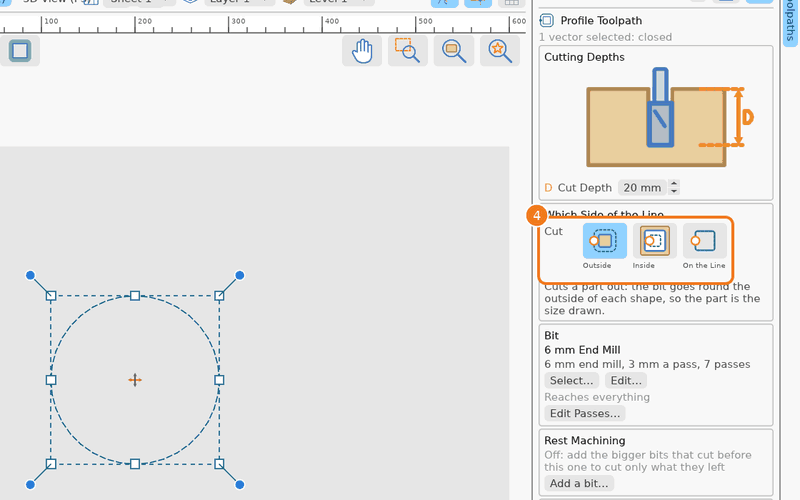 Sheet 1
Layer 1
Level 1
100
200
300
400
500
600
olpaths
Profile Toolpath
1 vector selected: closed
Cutting Depths
D
D Cut Depth 20 mm
4
Which Side of the Line
Cut
Outside Inside On the Line
Cuts a part out: the bit goes round the
outside of each shape, so the part is the
size drawn.
Bit
6 mm End Mill
6 mm end mill, 3 mm a pass, 7 passes
Select... Edit...
Reaches everything
Edit Passes...
Rest Machining
Off: add the bigger bits that cut before
this one to cut only what they left
Add a bit...